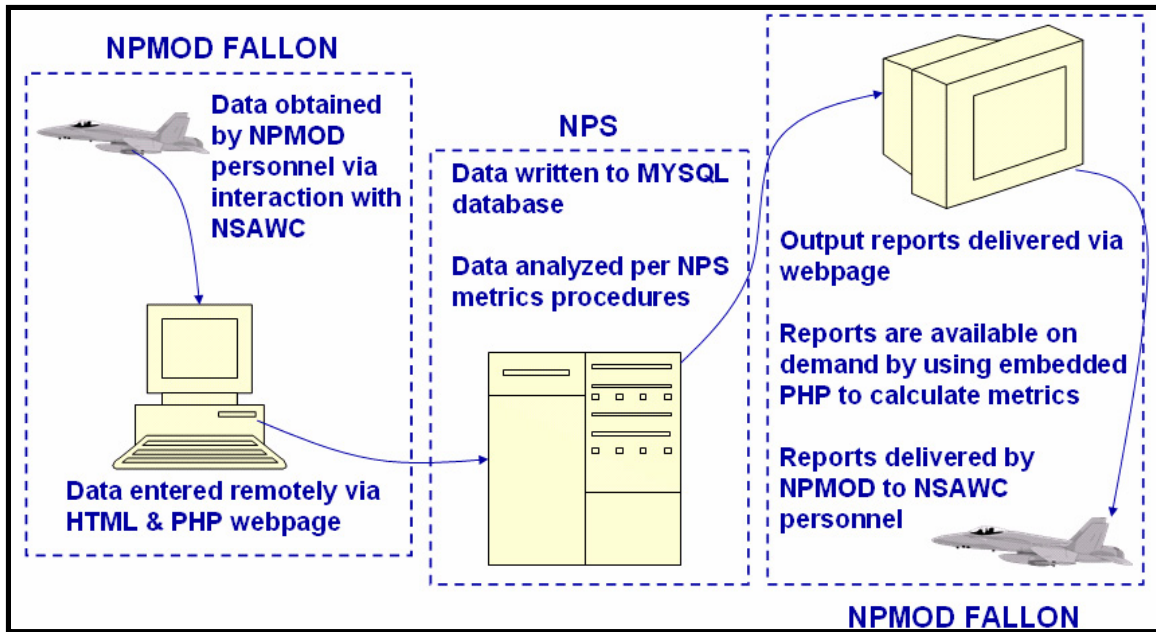 NPMOD FALLON
Data obtained
by NPMOD
personnel via
interaction with
NSAWC
Data entered remotely via
HTML & PHP webpage
NPS
Data written to MYSQL
database
Data analyzed per NPS
metrics procedures
Output reports delivered via
webpage
Reports are available on
demand by using embedded
PHP to calculate metrics
Reports delivered by
NPMOD to NSAWC
personnel
NPMOD FALLON